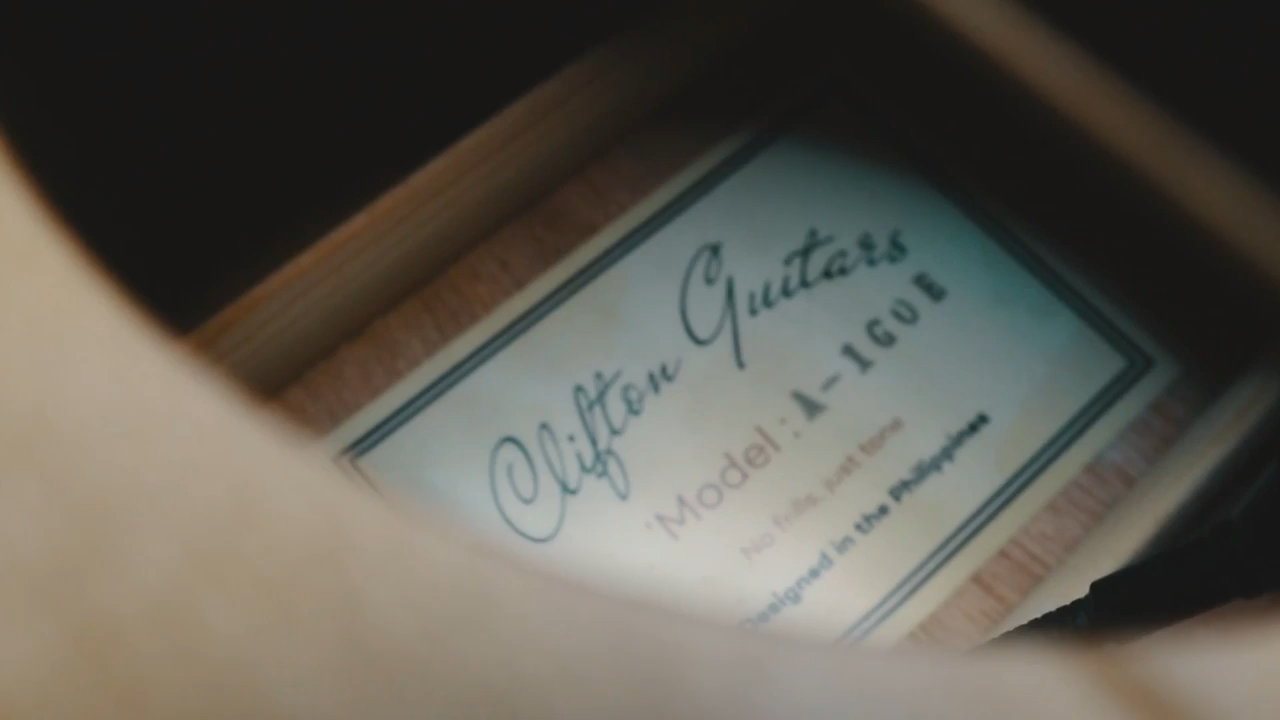 Clifton Guitars
Model : A-1GUE
No frills, just tone
Designed in the Philippines